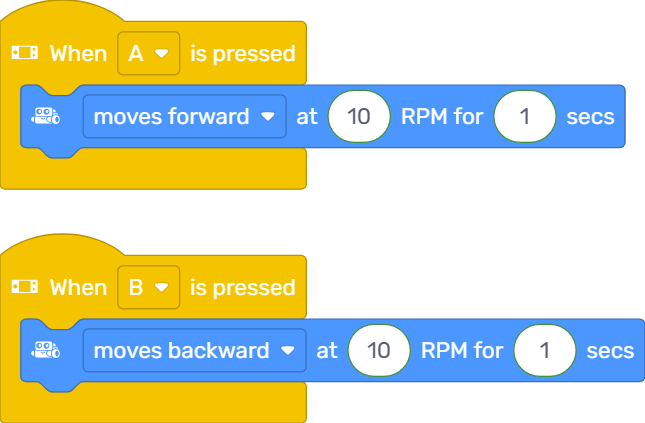 When A is pressed
moves forward at 10 RPM for 1 secs
When B is pressed
moves backward at 10 RPM for 1 secs